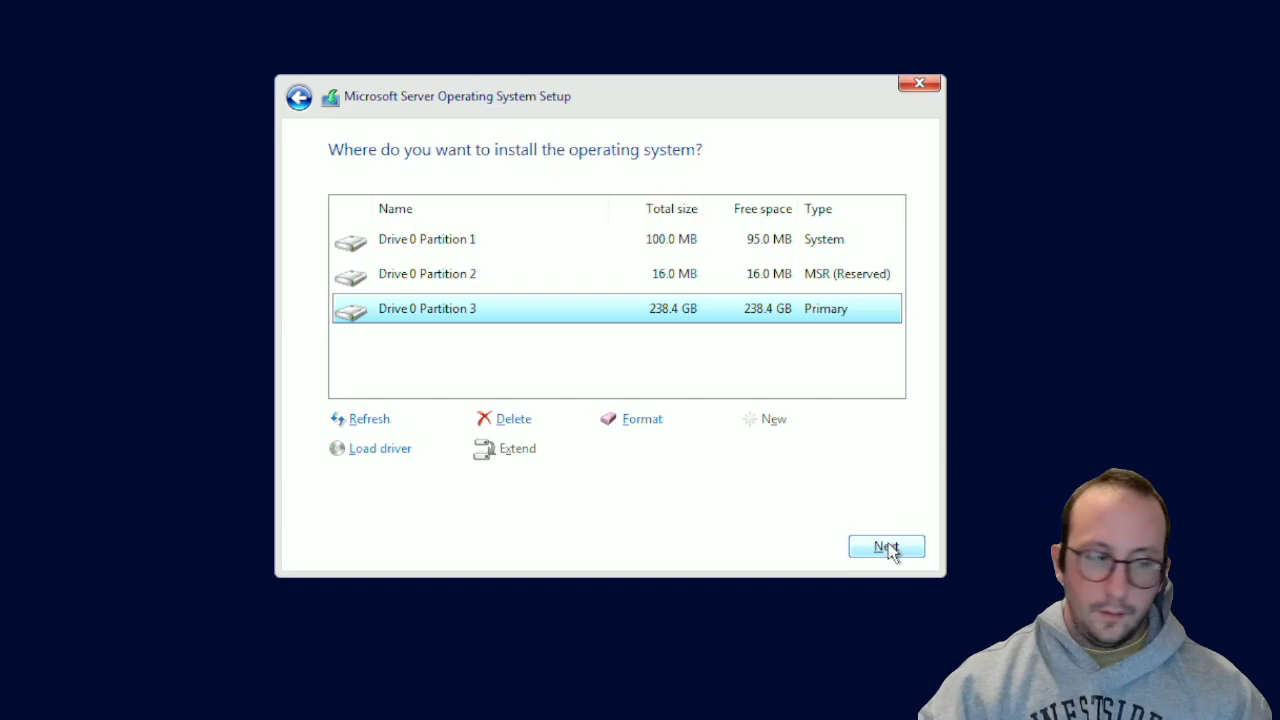 Microsoft Server Operating System Setup
Where do you want to install the operating system?
Name Total size Free space Type
Drive 0 Partition 1 100.0 MB 95.0 MB System
Drive 0 Partition 2 16.0 MB 16.0 MB MSR (Reserved)
Drive 0 Partition 3 238.4 GB 238.4 GB Primary
Refresh Delete Format New
Load driver Extend
Next
WESTSIDE